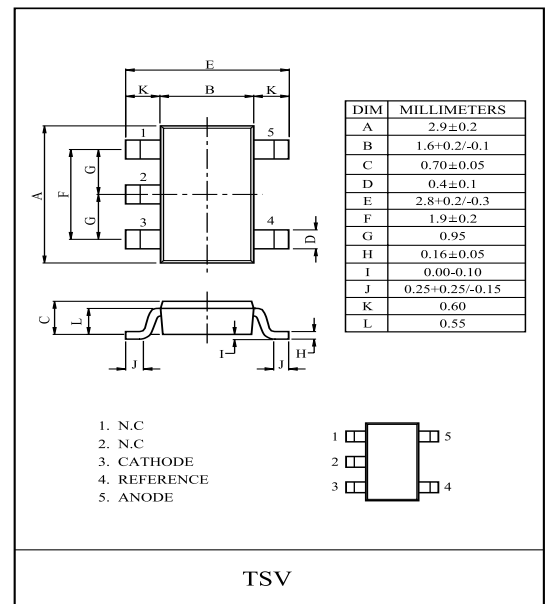 E
K B K
1 5
2
3 4
A F G G D
C L I H
J J
DIM MILLIMETERS
A 2.9±0.2
B 1.6+0.2/-0.1
C 0.70±0.05
D 0.4±0.1
E 2.8+0.2/-0.3
F 1.9±0.2
G 0.95
H 0.16±0.05
I 0.00-0.10
J 0.25+0.25/-0.15
K 0.60
L 0.55
1. N.C
2. N.C
3. CATHODE
4. REFERENCE
5. ANODE
1 5
2
3 4
TSV